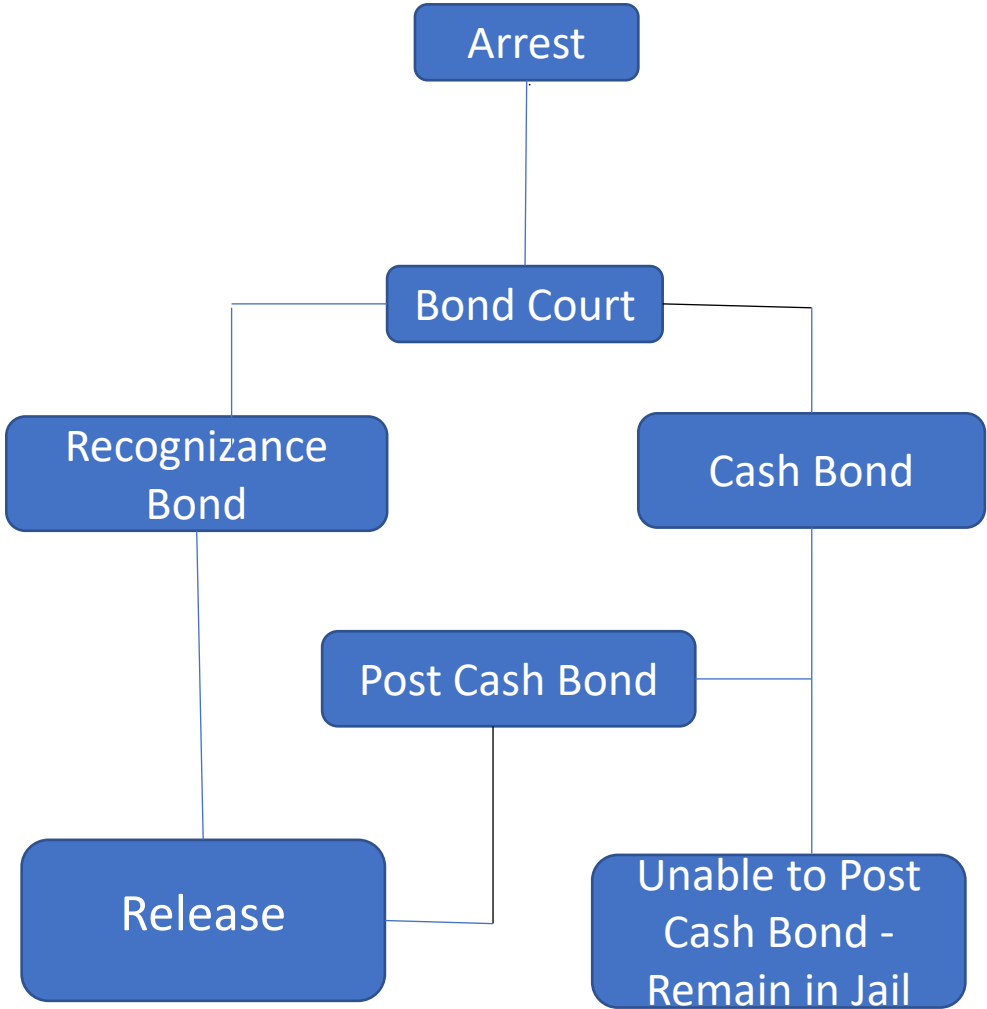 Arrest
Bond Court
Recognizance
Bond
Cash Bond
Post Cash Bond
Release
Unable to Post
Cash Bond -
Remain in Jail